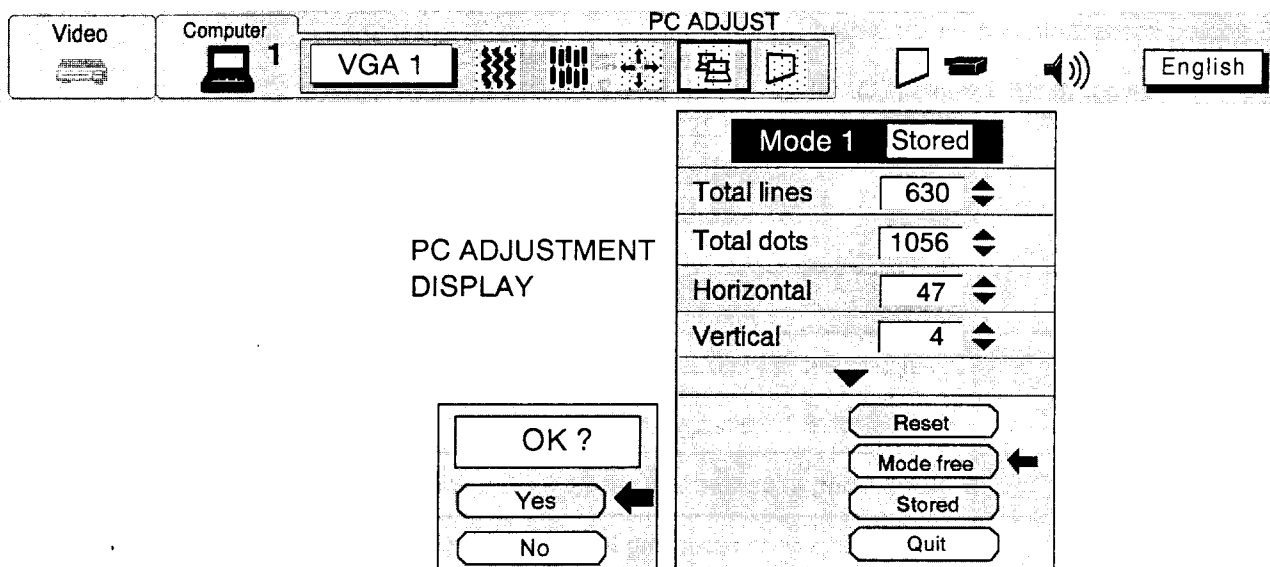 PC ADJUST
Video
Computer
1
VGA 1
English
Mode 1 Stored
Total lines 630
Total dots 1056
Horizontal 47
Vertical 4
PC ADJUSTMENT
DISPLAY
Reset
Mode free
Stored
Quit
OK ?
Yes
No